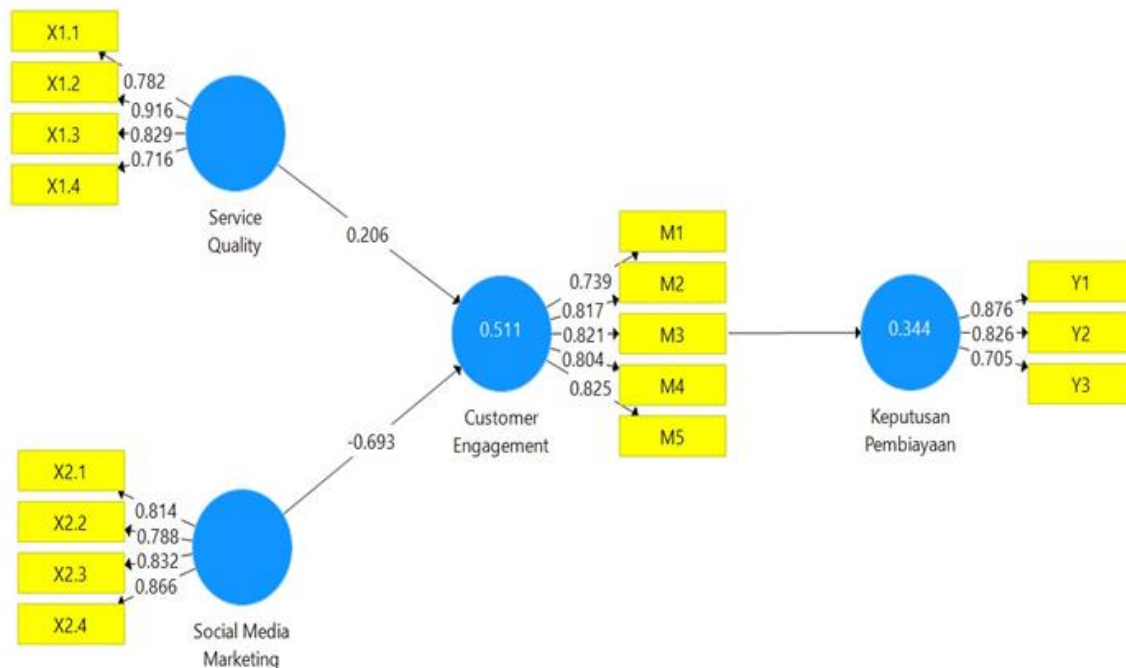 X1.1
0.782
X1.2
0.916
X1.3
0.829
X1.4
0.716
Service
Quality
0.206
M1
0.739
M2
0.817
M3
0.821
M4
0.804
M5
0.825
0.511
Customer
Engagement
0.344
Keputusan
Pembiayaan
Y1
0.876
Y2
0.826
Y3
0.705
-0.693
X2.1
0.814
X2.2
0.788
X2.3
0.832
X2.4
0.866
Social Media
Marketing